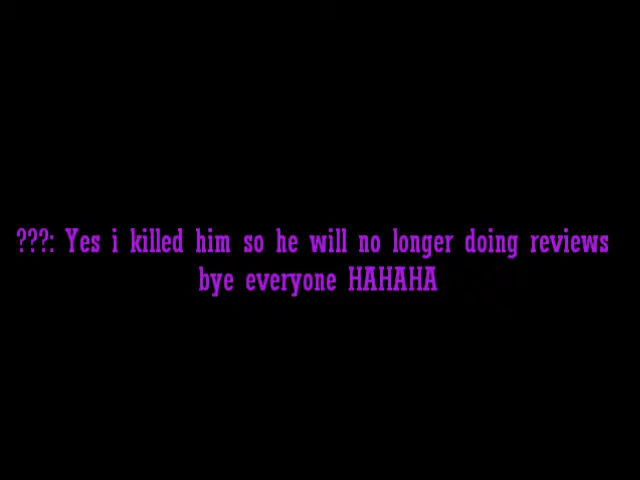 ???: Yes i killed him so he will no longer doing reviews
bye everyone HAHAHA